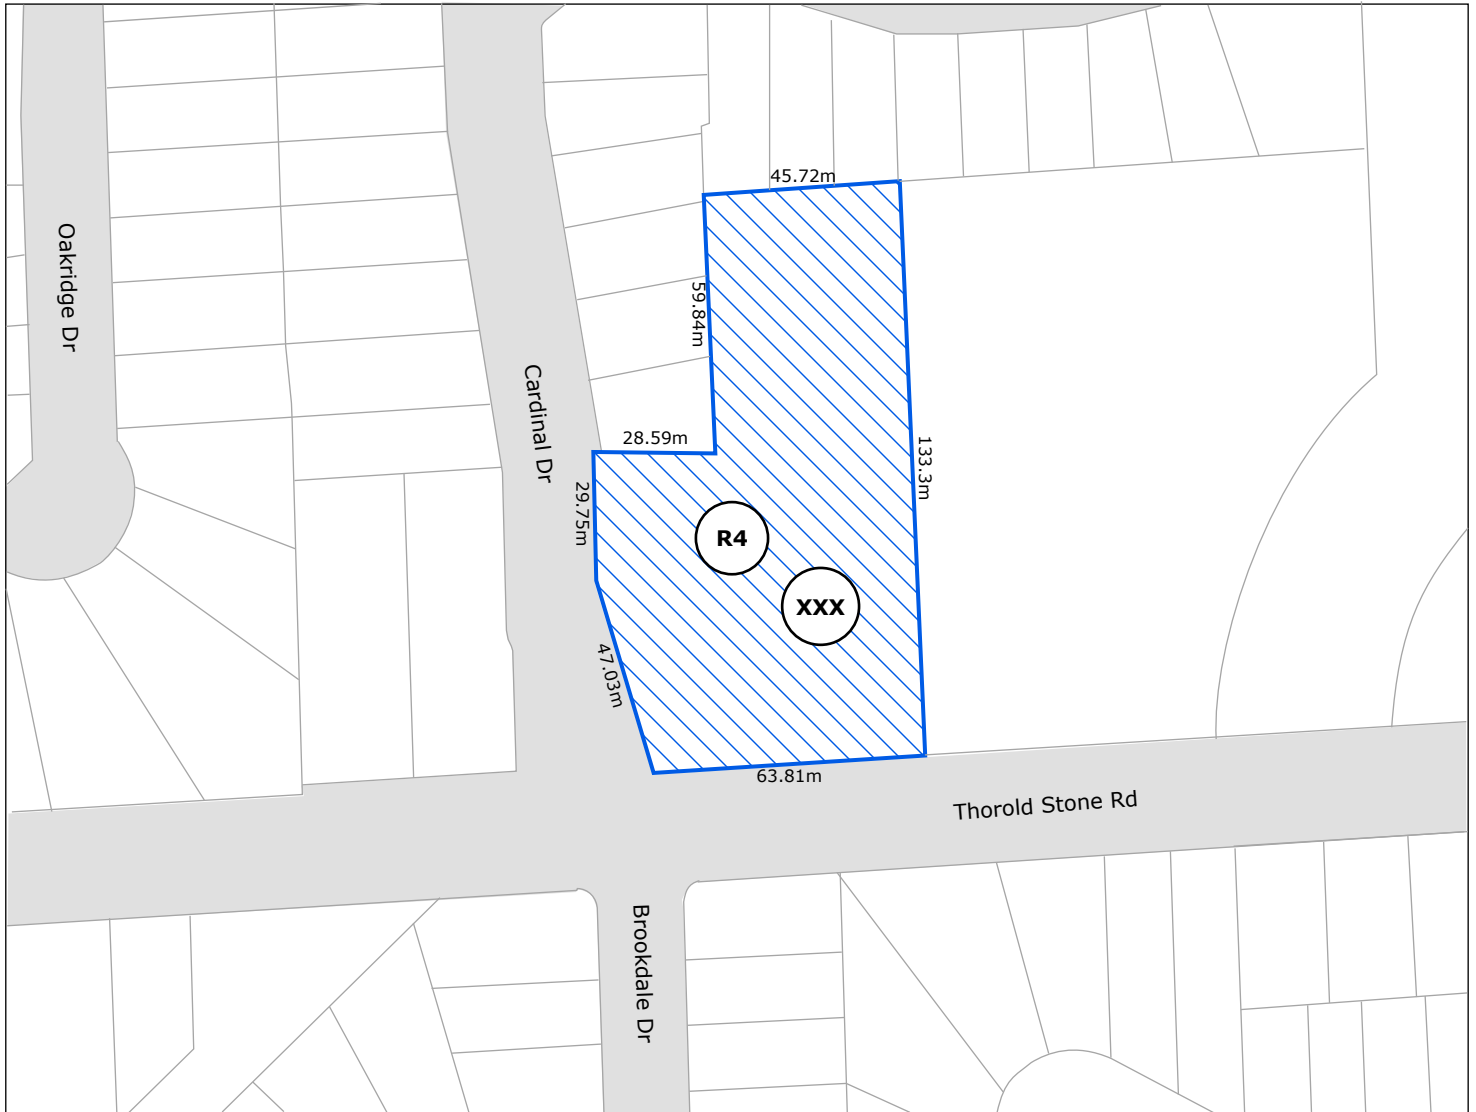 45.72m
Oakridge Dr
59.84m
Cardinal Dr
28.59m
133.3m
29.75m
R4
XXX
47.03m
63.81m
Thorold Stone Rd
Brookdale Dr